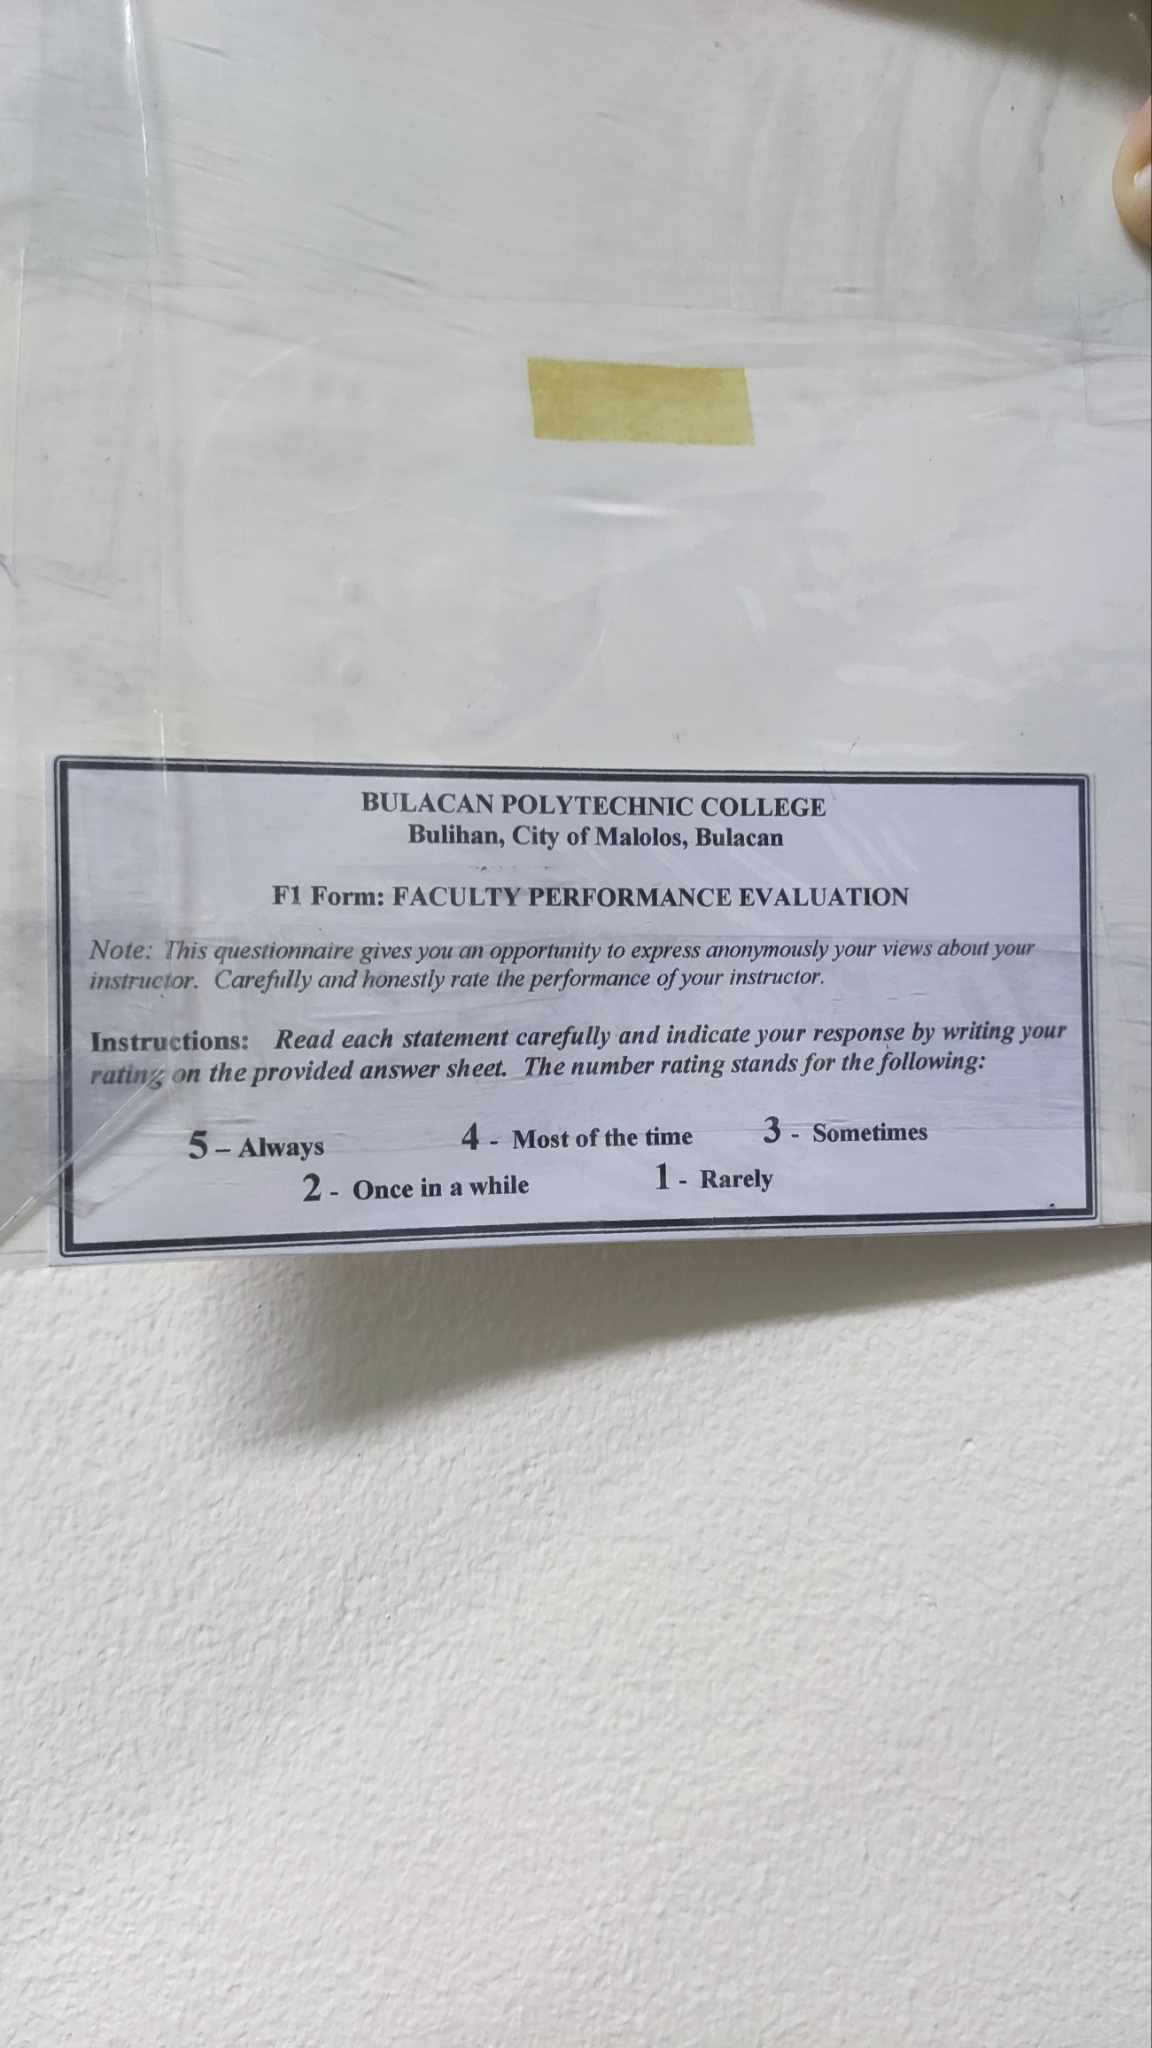 BULACAN POLYTECHNIC COLLEGE
Bulihan, City of Malolos, Bulacan
F1 Form: FACULTY PERFORMANCE EVALUATION
Note: This questionnaire gives you an opportunity to express anonymously your views about your
instructor. Carefully and honestly rate the performance of your instructor.
Instructions: Read each statement carefully and indicate your response by writing your
rating on the provided answer sheet. The number rating stands for the following:
5 – Always 4 - Most of the time 3 - Sometimes
2 - Once in a while 1 - Rarely